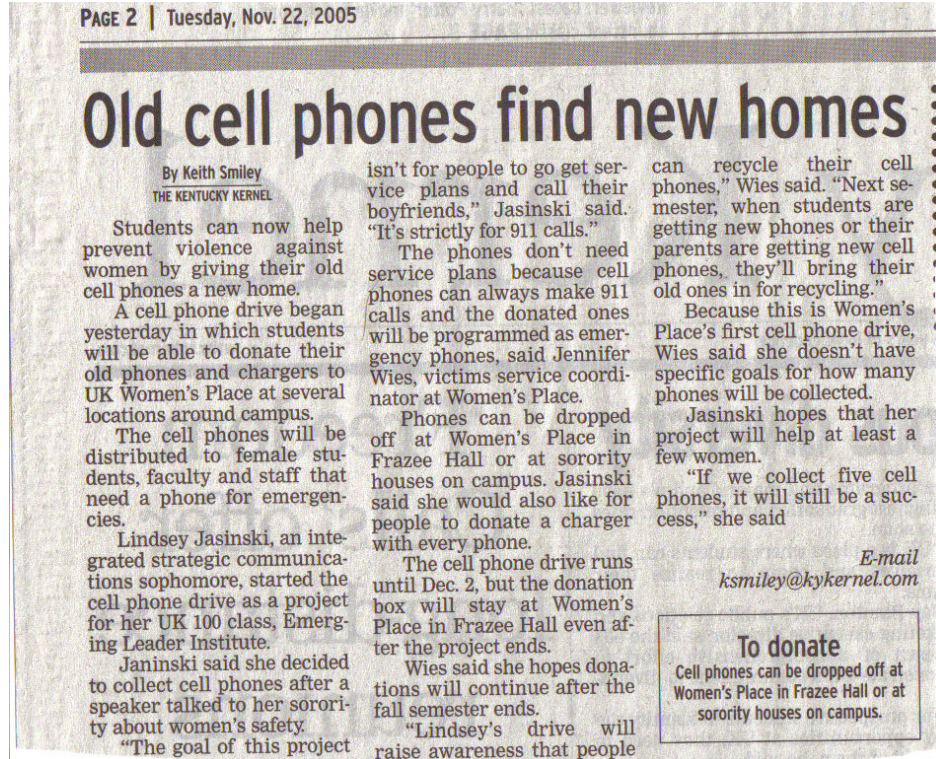 PAGE 2 | Tuesday, Nov. 22, 2005
Old cell phones find new homes
By Keith Smiley
THE KENTUCKY KERNEL
Students can now help
prevent violence against
women by giving their old
cell phones a new home.
A cell phone drive began
yesterday in which students
will be able to donate their
old phones and chargers to
UK Women's Place at several
locations around campus.
The cell phones will be
distributed to female stu-
dents, faculty and staff that
need a phone for emergen-
cies.
Lindsey Jasinski, an inte-
grated strategic communica-
tions sophomore, started the
cell phone drive as a project
for her UK 100 class, Emerg-
ing Leader Institute.
Janinski said she decided
to collect cell phones after a
speaker talked to her sorori-
ty about women's safety.
"The goal of this project
isn't for people to go get ser-
vice plans and call their
boyfriends," Jasinski said.
"It's strictly for 911 calls."
The phones don't need
service plans because cell
phones can always make 911
calls and the donated ones
will be programmed as emer-
gency phones, said Jennifer
Wies, victims service coordi-
nator at Women's Place.
Phones can be dropped
off at Women's Place in
Frazee Hall or at sorority
houses on campus. Jasinski
said she would also like for
people to donate a charger
with every phone.
The cell phone drive runs
until Dec. 2, but the donation
box will stay at Women's
Place in Frazee Hall even af-
ter the project ends.
Wies said she hopes dona-
tions will continue after the
fall semester ends.
"Lindsey's drive will
raise awareness that people
can recycle their cell
phones," Wies said. "Next se-
mester, when students are
getting new phones or their
parents are getting new cell
phones, they'll bring their
old ones in for recycling."
Because this is Women's
Place's first cell phone drive,
Wies said she doesn't have
specific goals for how many
phones will be collected.
Jasinski hopes that her
project will help at least a
few women.
"If we collect five cell
phones, it will still be a suc-
cess," she said
E-mail
ksmiley@kykernel.com
To donate
Cell phones can be dropped off at
Women's Place in Frazee Hall or at
sorority houses on campus.